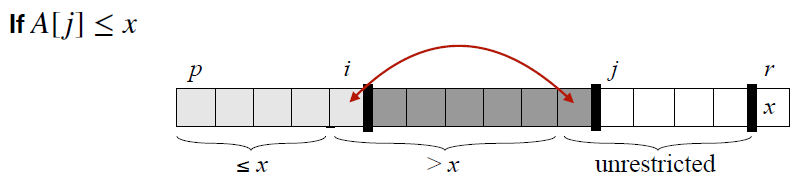 If A[j] ≤ x
p i j r
x
≤ x > x unrestricted